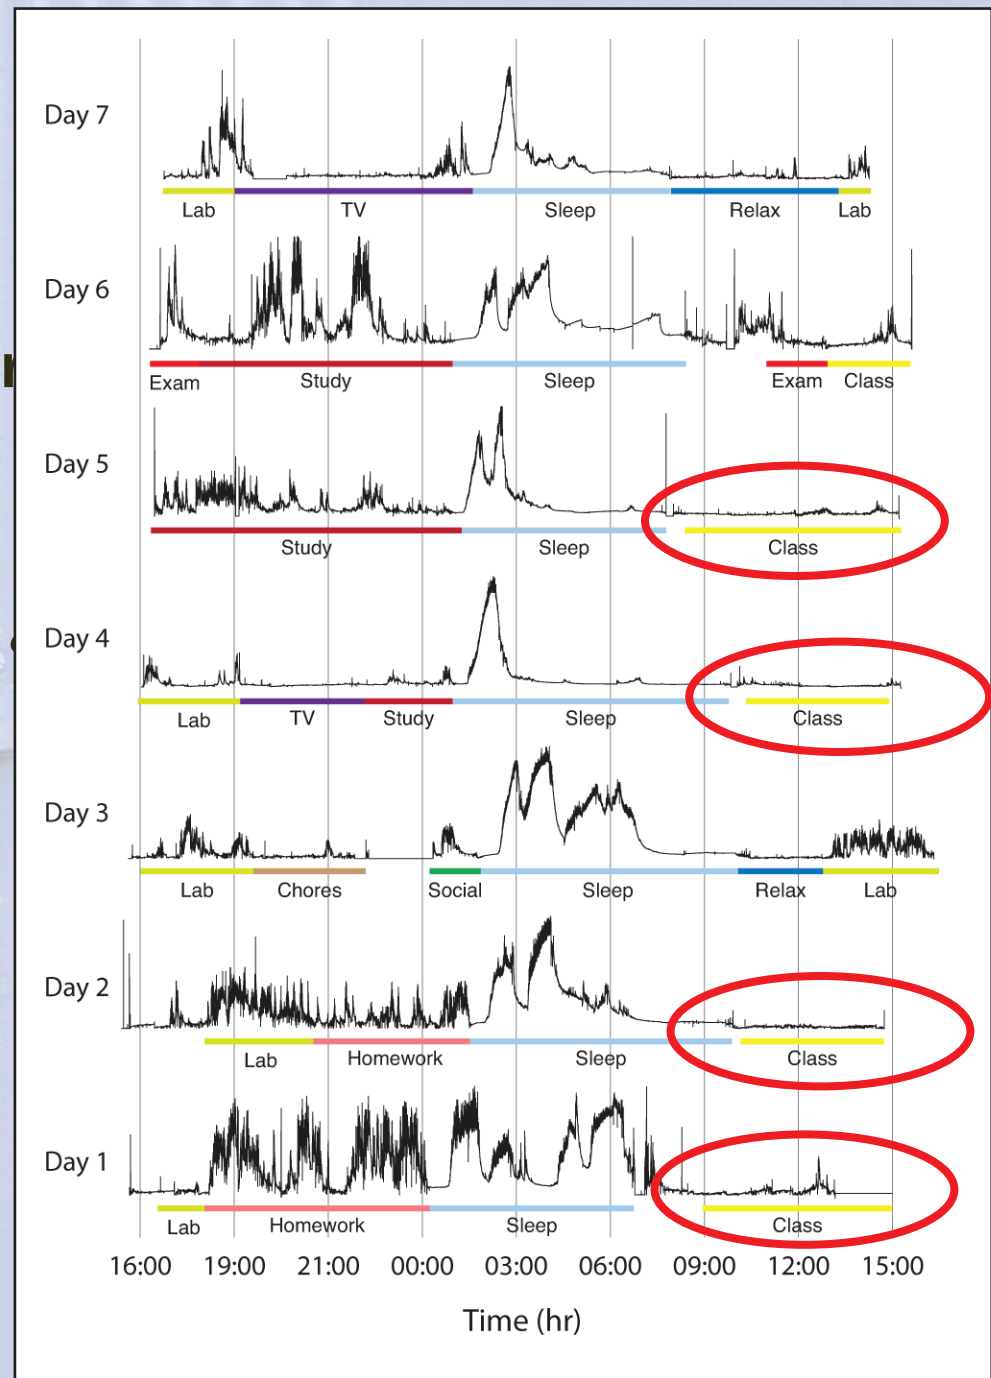 Day 7
Lab TV Sleep Relax Lab
Day 6
Exam Study Sleep Exam Class
Day 5
Study Sleep Class
Day 4
Lab TV Study Sleep Class
Day 3
Lab Chores Social Sleep Relax Lab
Day 2
Lab Homework Sleep Class
Day 1
Lab Homework Sleep Class
16:00 19:00 21:00 00:00 03:00 06:00 09:00 12:00 15:00
Time (hr)